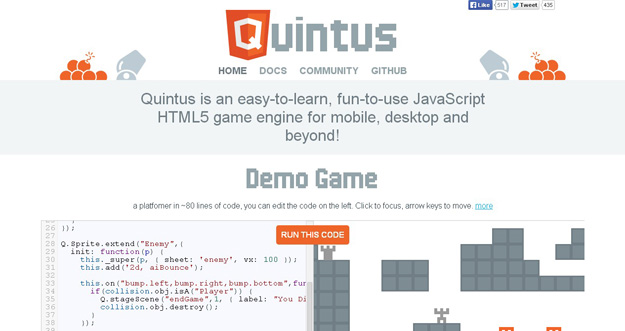 Like 517 Tweet 435
Quintus
HOME DOCS COMMUNITY GITHUB
Quintus is an easy-to-learn, fun-to-use JavaScript
HTML5 game engine for mobile, desktop and
beyond!
Demo Game
a platfomer in ~80 lines of code, you can edit the code on the left. Click to focus, arrow keys to move. more
RUN THIS CODE
26 });
27
28 Q.Sprite.extend("Enemy",{
29 init: function(p) {
30 this._super(p, { sheet: 'enemy', vx: 100 });
31 this.add('2d, aiBounce');
32
33 this.on("bump.left,bump.right,bump.bottom",fun
34 if(collision.obj.isA("Player")) {
35 Q.stageScene("endGame",1, { label: "You Di
36 collision.obj.destroy();
37 }
38 });